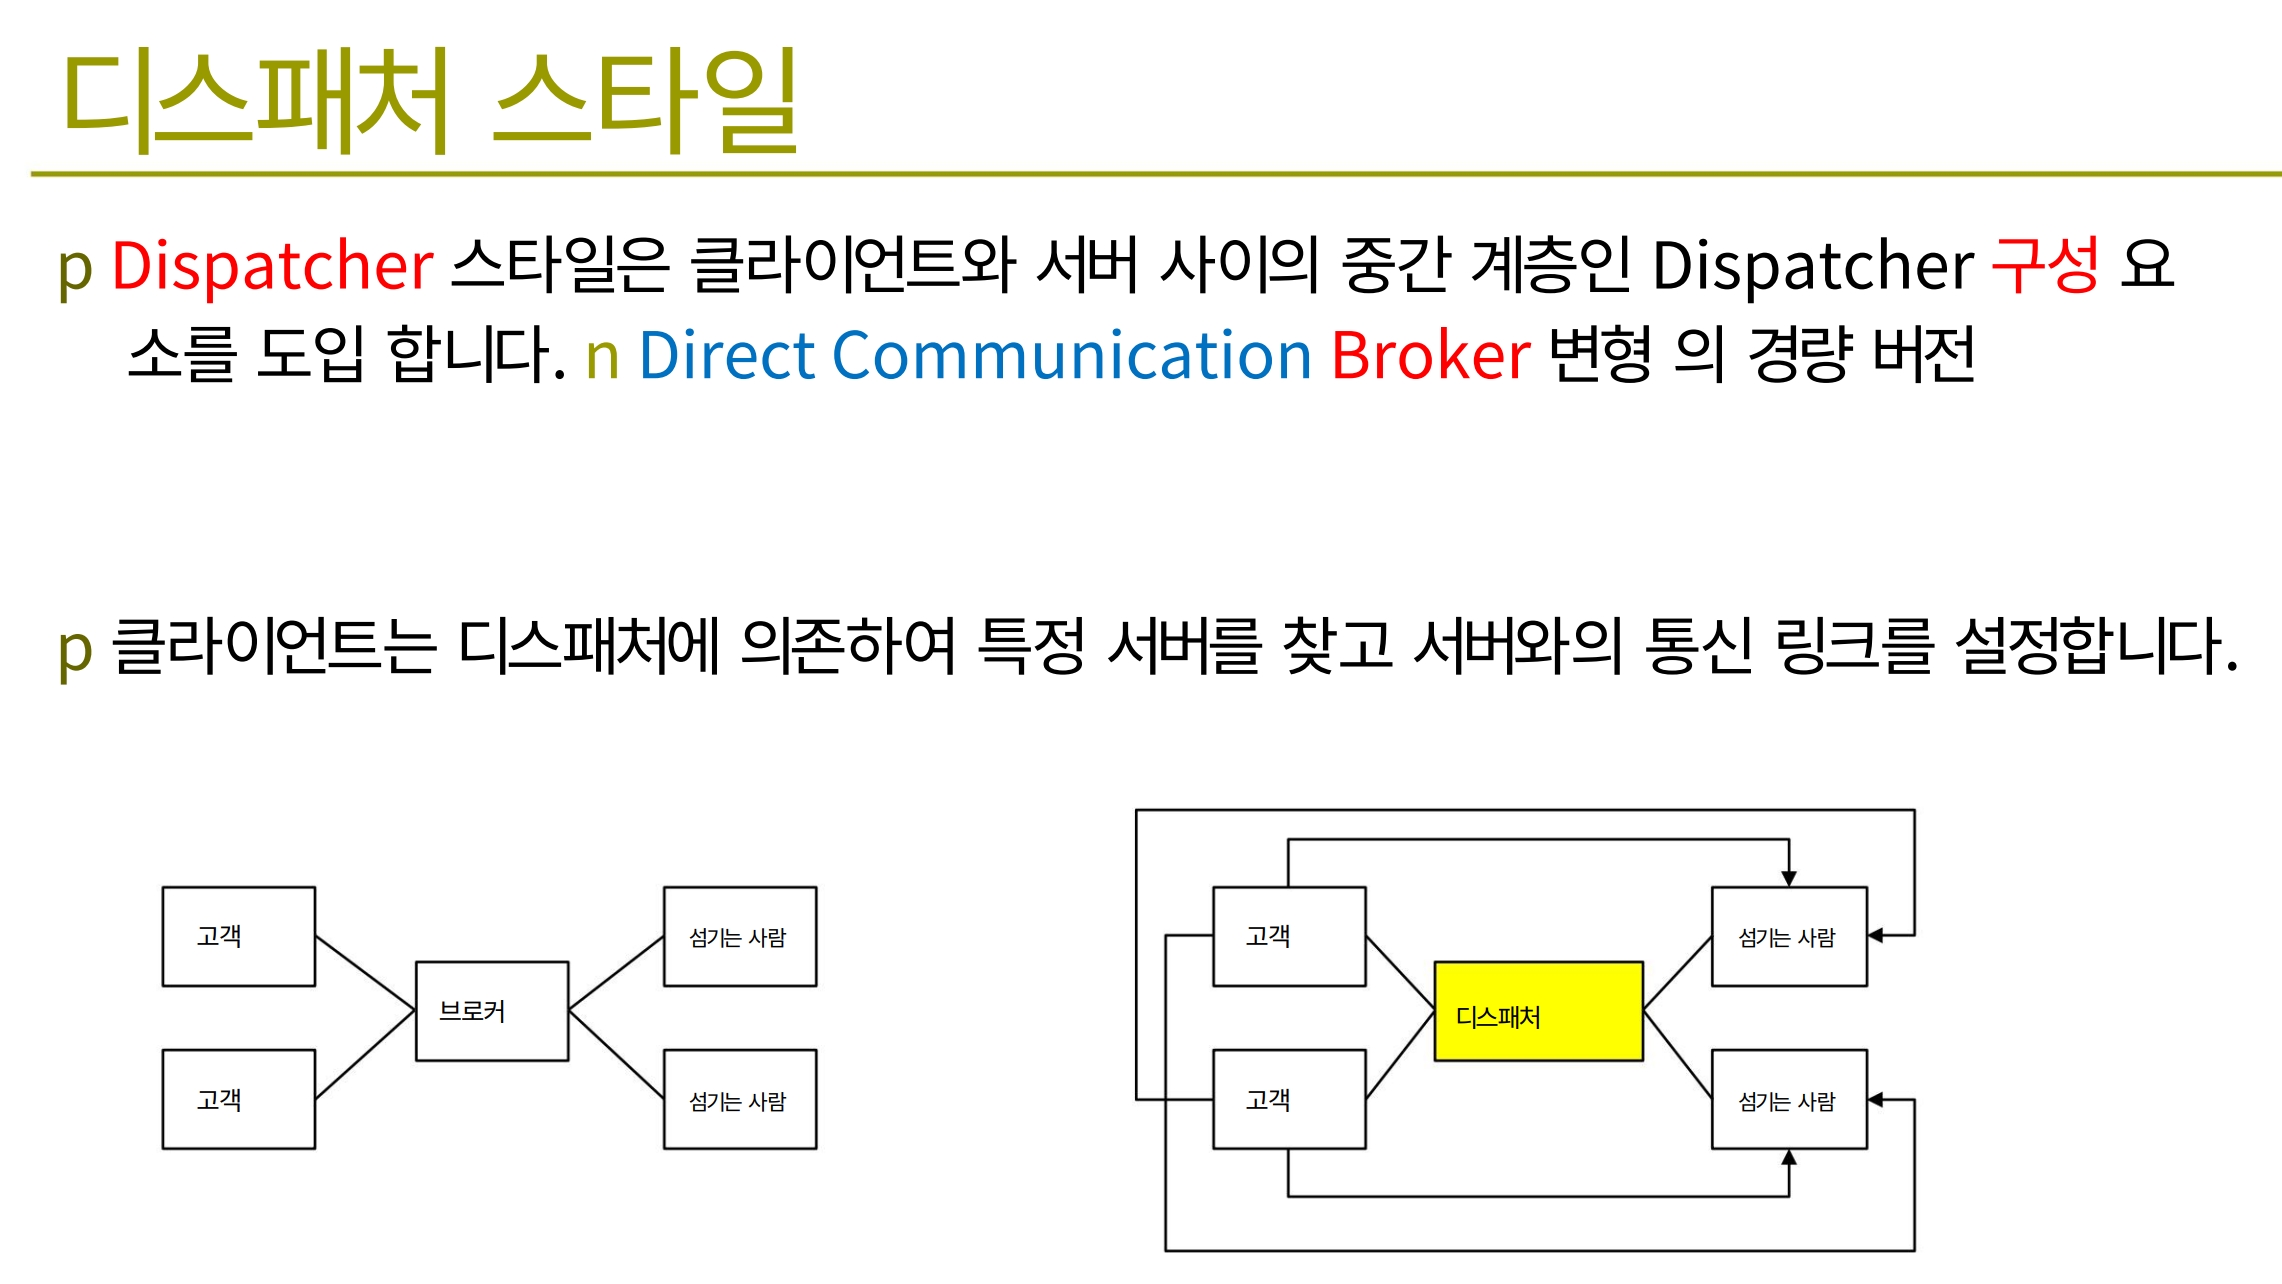 디스패처 스타일
p Dispatcher 스타일은 클라이언트와 서버 사이의 중간 계층인 Dispatcher 구성 요
소를 도입 합니다. n Direct Communication Broker 변형 의 경량 버전
p 클라이언트는 디스패처에 의존하여 특정 서버를 찾고 서버와의 통신 링크를 설정합니다.
고객
섬기는 사람
브로커
고객
섬기는 사람
고객
섬기는 사람
디스패처
고객
섬기는 사람